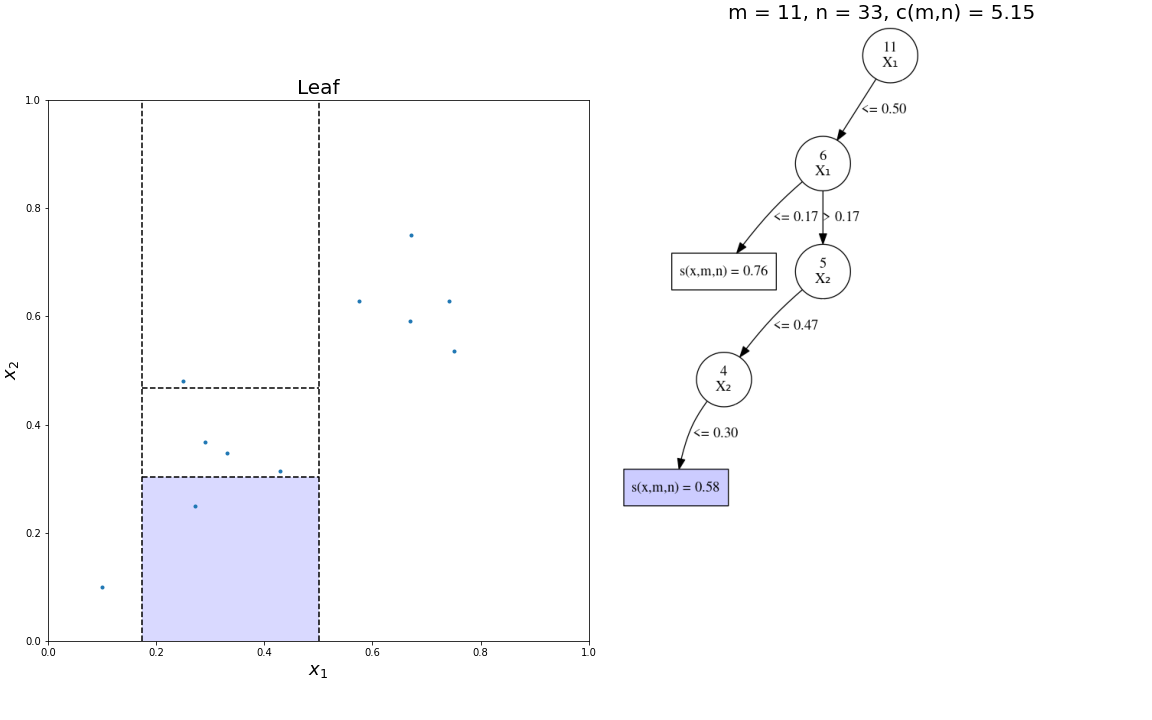 Leaf
1.0
0.8
0.6
0.4
0.2
0.0
x₂
0.0 0.2 0.4 0.6 0.8 1.0
x₁
m = 11, n = 33, c(m,n) = 5.15
11
X₁
<= 0.50
6
X₁
<= 0.17 > 0.17
s(x,m,n) = 0.76
5
X₂
<= 0.47
4
X₂
<= 0.30
s(x,m,n) = 0.58